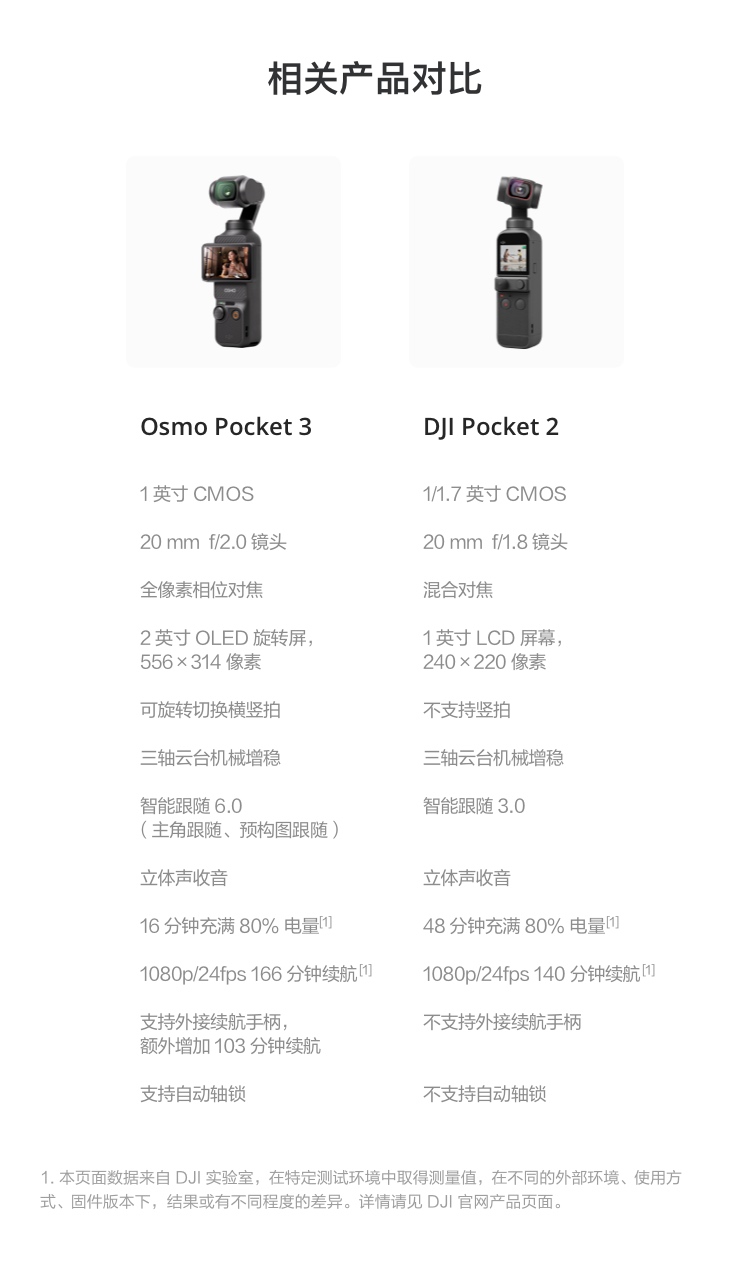 相关产品对比
OSMO
Osmo Pocket 3
DJI Pocket 2
1 英寸 CMOS
1/1.7 英寸 CMOS
20 mm f/2.0 镜头
20 mm f/1.8 镜头
全像素相位对焦
混合对焦
2 英寸 OLED 旋转屏，
556 × 314 像素
1 英寸 LCD 屏幕，
240 × 220 像素
可旋转切换横竖拍
不支持竖拍
三轴云台机械增稳
三轴云台机械增稳
智能跟随 6.0
（主角跟随、预构图跟随）
智能跟随 3.0
立体声收音
立体声收音
16 分钟充满 80% 电量[1]
48 分钟充满 80% 电量[1]
1080p/24fps 166 分钟续航[1]
1080p/24fps 140 分钟续航[1]
支持外接续航手柄，
额外增加 103 分钟续航
不支持外接续航手柄
支持自动轴锁
不支持自动轴锁
1. 本页面数据来自 DJI 实验室，在特定测试环境中取得测量值，在不同的外部环境、使用方
式、固件版本下，结果或有不同程度的差异。详情请见 DJI 官网产品页面。